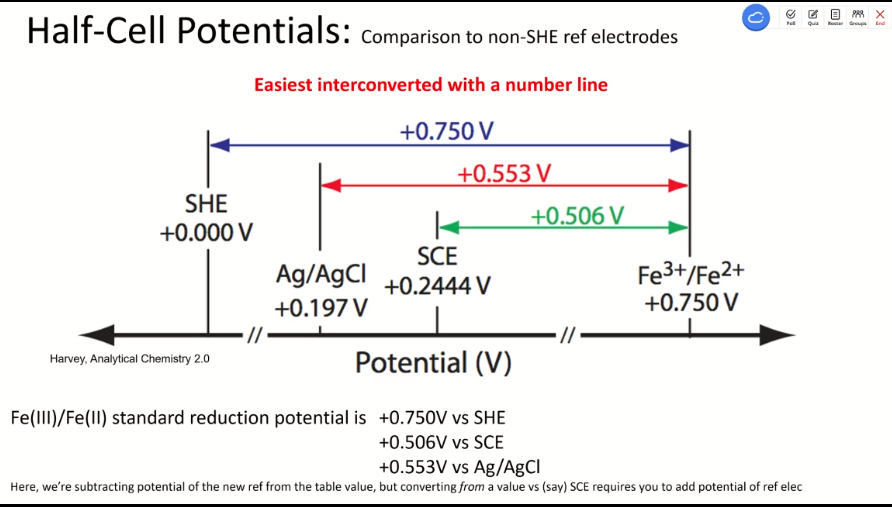 Half-Cell Potentials: Comparison to non-SHE ref electrodes
Poll Quiz Roster Groups End
Easiest interconverted with a number line
+0.750 V
+0.553 V
SHE
+0.000 V
+0.506 V
SCE
+0.2444 V
Ag/AgCl
+0.197 V
Fe3+/Fe2+
+0.750 V
//
//
Harvey, Analytical Chemistry 2.0
Potential (V)
Fe(III)/Fe(II) standard reduction potential is +0.750V vs SHE
+0.506V vs SCE
+0.553V vs Ag/AgCl
Here, we're subtracting potential of the new ref from the table value, but converting from a value vs (say) SCE requires you to add potential of ref elec